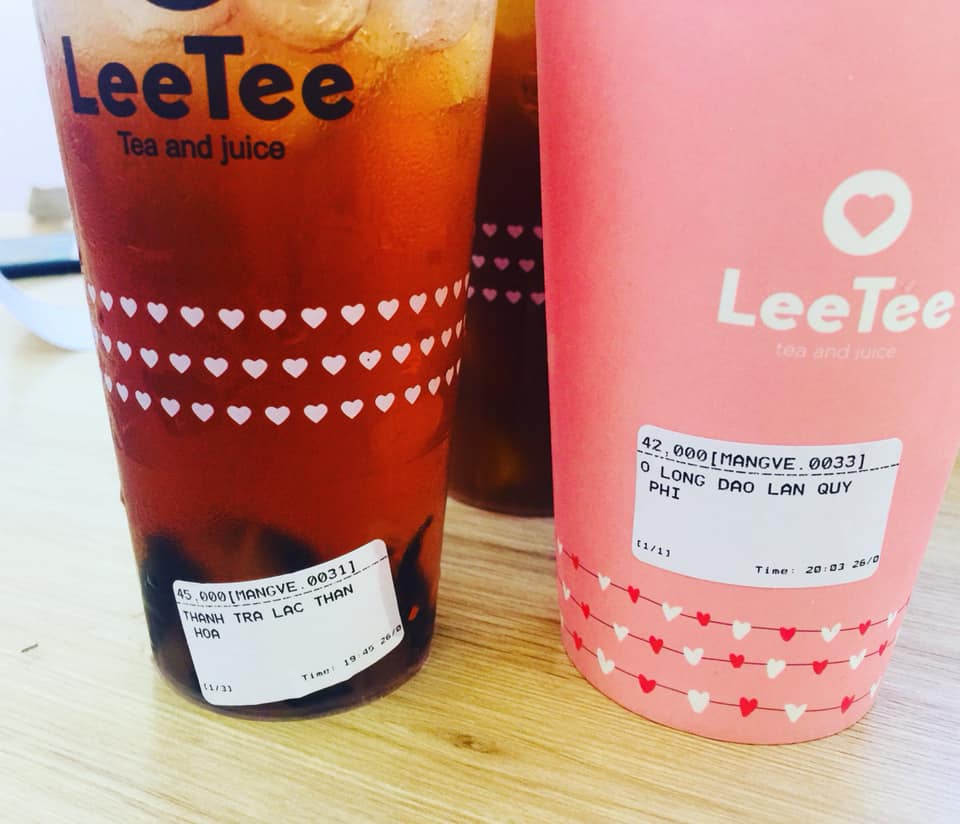 LeeTee
Tea and juice
45,000[MANGVE.0031]
THANH TRA LAC THAN
HOA
[1/3]
Time: 19:45 26/0
LeeTee
tea and juice
42,000[MANGVE.0033]
O LONG DAO LAN QUY
PHI
[1/1]
Time: 20:03 26/0